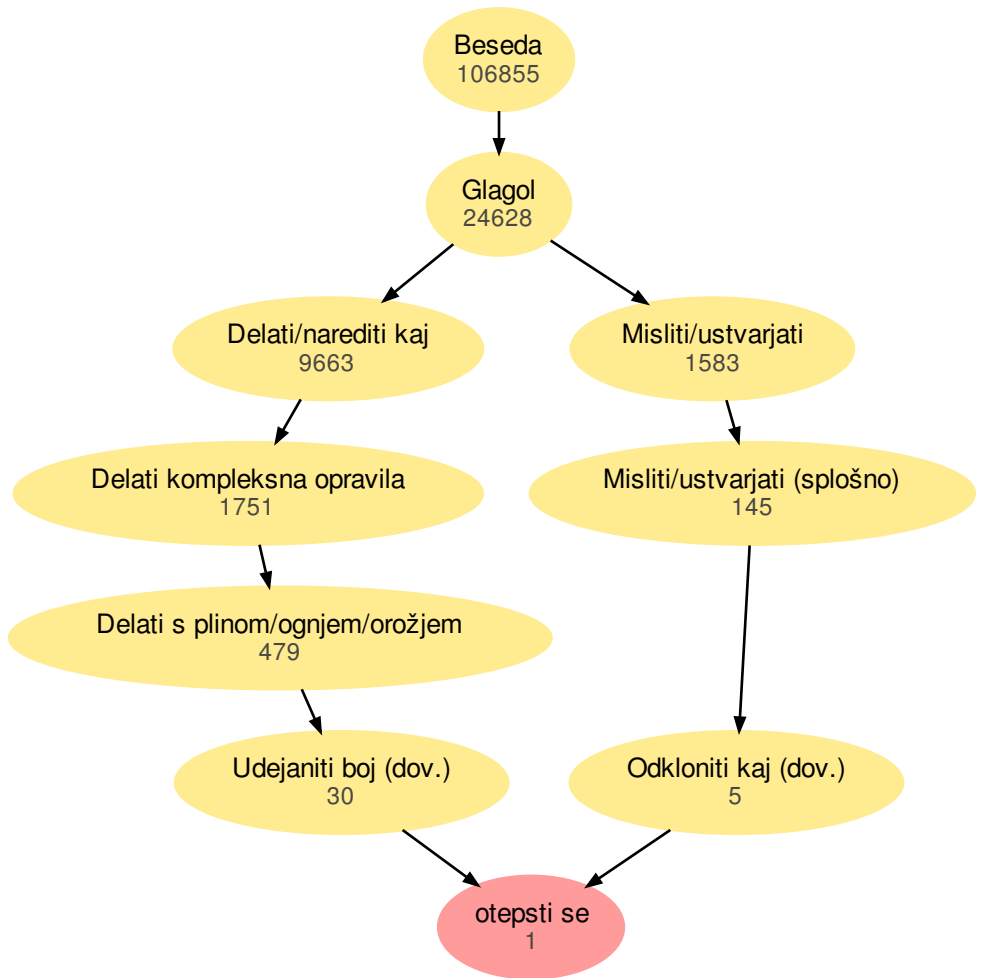 Beseda
106855
Glagol
24628
Delati/narediti kaj
9663
Misliti/ustvarjati
1583
Delati kompleksna opravila
1751
Misliti/ustvarjati (splošno)
145
Delati s plinom/ognjem/orožjem
479
Udejaniti boj (dov.)
30
Odkloniti kaj (dov.)
5
otepsti se
1